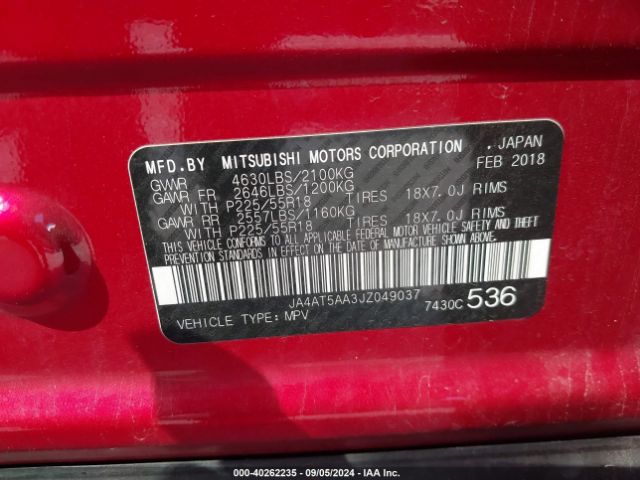 MFD.BY MITSUBISHI MOTORS CORPORATION , JAPAN
GVWR 4630LBS/2100KG FEB 2018
GAWR FR 2646LBS/1200KG
WITH P225/55R18 TIRES 18X7.0J RIMS
GAWR RR 2557LBS/1160KG
WITH P225/55R18 TIRES 18X7.0J RIMS
THIS VEHICLE CONFORMS TO ALL APPLICABLE FEDERAL MOTOR VEHICLE SAFETY AND THEFT
PREVENTION STANDARDS IN EFFECT ON THE DATE OF MANUFACTURE SHOWN ABOVE.
JA4AT5AA3JZ049037
VEHICLE TYPE: MPV 7430C 536
000-40262235 - 09/05/2024 - IAA Inc.